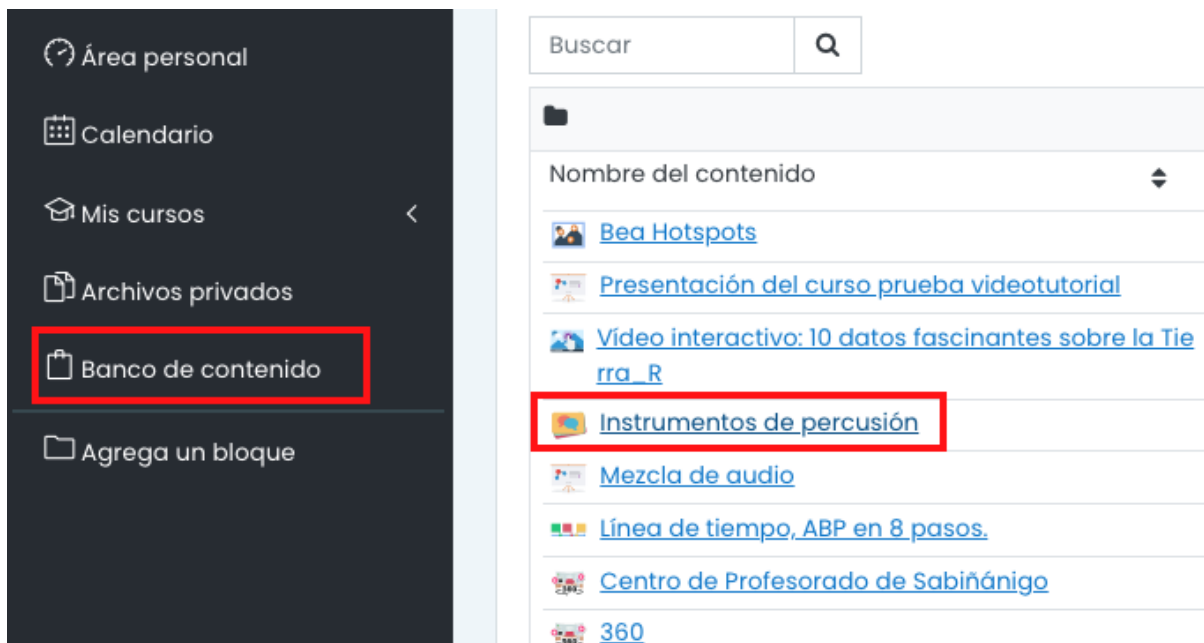 Área personal
Calendario
Mis cursos
Archivos privados
Banco de contenido
Agrega un bloque
Buscar
Nombre del contenido
Bea Hotspots
Presentación del curso prueba videotutorial
Vídeo interactivo: 10 datos fascinantes sobre la Tie
rra_R
Instrumentos de percusión
Mezcla de audio
Línea de tiempo, ABP en 8 pasos.
Centro de Profesorado de Sabiñánigo
360